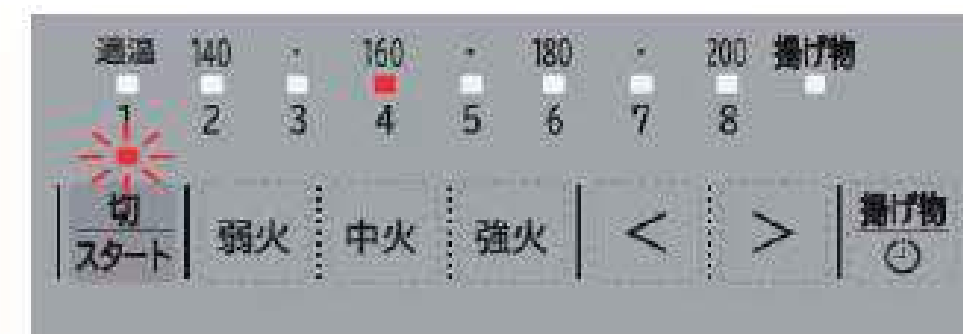 適温 140 ・ 160 ・ 180 ・ 200 揚げ物
1 2 3 4 5 6 7 8
切 弱火 中火 強火 < > 揚げ物
スタート